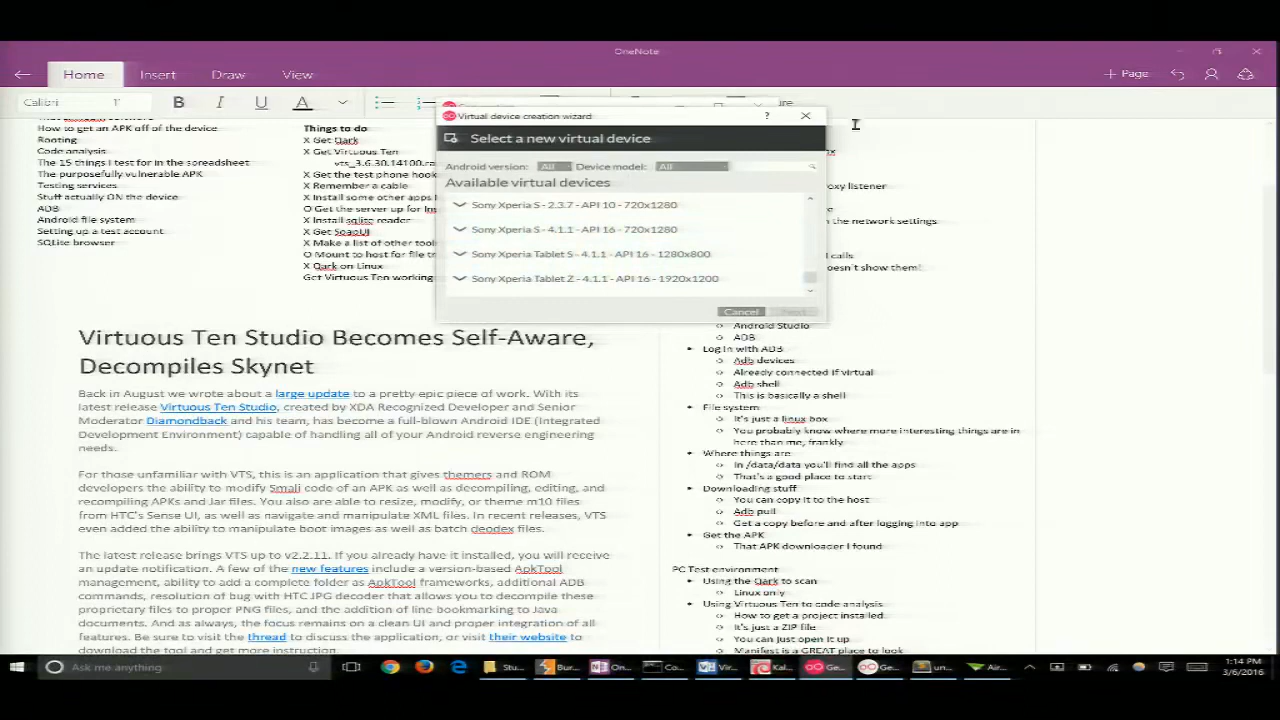 OneNote
Home Insert Draw View
+ Page
Calibri
B I U A
How to get an APK off of the device
Rooting
Code analysis
The 15 things I test for in the spreadsheet
The purposefully vulnerable APK
Testing services
Stuff actually ON the device
ADB
Android file system
Setting up a test account
SQLite browser
Things to do
X Get Qark
X Get Virtuous Ten
vts_3.6.30.14100.ra
X Get the test phone hook
X Remember a cable
X Install some other apps
O Get the server up for In
X Install sqlite reader
X Get SoapUI
X Make a list of other tool
O Mount to host for file t
X Qark on Linux
Get Virtuous Ten working
Virtual device creation wizard
?
Select a new virtual device
Android version: All Device model: All
Available virtual devices
Sony Xperia S - 2.3.7 - API 10 - 720x1280
Sony Xperia S - 4.1.1 - API 16 - 720x1280
Sony Xperia Tablet S - 4.1.1 - API 16 - 1280x800
Sony Xperia Tablet Z - 4.1.1 - API 16 - 1920x1200
Cancel Next
oxy listener
the network settings
calls
oesn't show them!
Virtuous Ten Studio Becomes Self-Aware,
Decompiles Skynet
Back in August we wrote about a large update to a pretty epic piece of work. With its
latest release Virtuous Ten Studio, created by XDA Recognized Developer and Senior
Moderator Diamondback and his team, has become a full-blown Android IDE (Integrated
Development Environment) capable of handling all of your Android reverse engineering
needs.
For those unfamiliar with VTS, this is an application that gives themers and ROM
developers the ability to modify Smali code of an APK as well as decompiling, editing, and
recompiling APKs and Jar files. You also are able to resize, modify, or theme m10 files
from HTC's Sense UI, as well as navigate and manipulate XML files. In recent releases, VTS
even added the ability to manipulate boot images as well as batch deodex files.
The latest release brings VTS up to v2.2.11. If you already have it installed, you will receive
an update notification. A few of the new features include a version-based ApkTool
management, ability to add a complete folder as ApkTool frameworks, additional ADB
commands, resolution of bug with HTC JPG decoder that allows you to decompile these
proprietary files to proper PNG files, and the addition of line bookmarking to Java
documents. And as always, the focus remains on a clean UI and proper integration of all
features. Be sure to visit the thread to discuss the application, or visit their website to
download the tool and get more instruction.
Android Studio
ADB
Log In with ADB
Adb devices
Already connected if virtual
Adb shell
This is basically a shell
File system
It's just a linux box
You probably know where more interesting things are in
here than me, frankly
Where things are
In /data/data you'll find all the apps
That's a good place to start
Downloading stuff
You can copy it to the host
Adb pull
Get a copy before and after logging into app
Get the APK
That APK downloader I found
PC Test environment
Using the Qark to scan
Linux only
Using Virtuous Ten to code analysis
How to get a project installed
It's just a ZIP file
You can just open it up
Manifest is a GREAT place to look
Ask me anything
Stu... Bur... On... Co... Vir... Kal... Ge... Ge... un... Air...
1:14 PM
3/6/2016